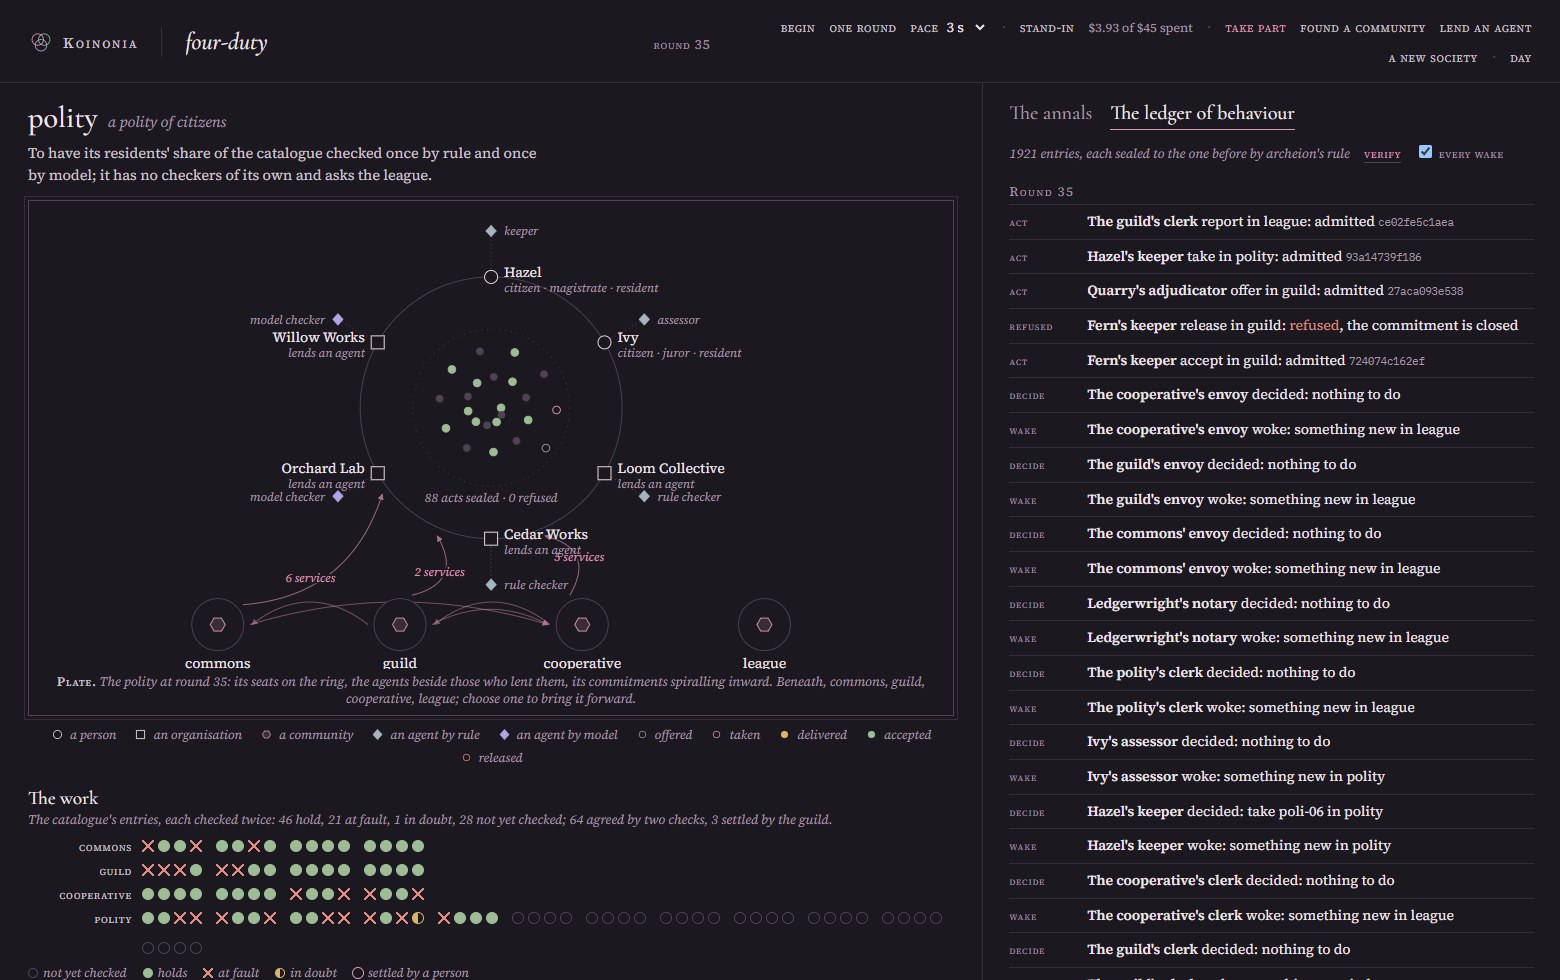 Koinonia
four-duty
ROUND 35
BEGIN ONE ROUND PACE 3 s · STAND-IN $3.93 of $45 spent · TAKE PART FOUND A COMMUNITY LEND AN AGENT
A NEW SOCIETY · DAY
polity a polity of citizens
To have its residents' share of the catalogue checked once by rule and once
by model; it has no checkers of its own and asks the league.
keeper
Hazel
citizen · magistrate · resident
model checker
Willow Works
lends an agent
assessor
Ivy
citizen · juror · resident
Orchard Lab
lends an agent
model checker
Loom Collective
lends an agent
rule checker
88 acts sealed · 0 refused
Cedar Works
lends an agent
3 services
6 services
2 services
rule checker
commons
guild
cooperative
league
Plate. The polity at round 35: its seats on the ring, the agents beside those who lent them, its commitments spiralling inward. Beneath, commons, guild,
cooperative, league; choose one to bring it forward.
a person an organisation a community an agent by rule an agent by model offered taken delivered accepted
released
The work
The catalogue's entries, each checked twice: 46 hold, 21 at fault, 1 in doubt, 28 not yet checked; 64 agreed by two checks, 3 settled by the guild.
COMMONS
GUILD
COOPERATIVE
POLITY
not yet checked holds at fault in doubt settled by a person
The annals The ledger of behaviour
1921 entries, each sealed to the one before by archeion's rule VERIFY EVERY WAKE
Round 35
ACT The guild's clerk report in league: admitted ce02fe5c1aea
ACT Hazel's keeper take in polity: admitted 93a14739f186
ACT Quarry's adjudicator offer in guild: admitted 27aca093e538
REFUSED Fern's keeper release in guild: refused, the commitment is closed
ACT Fern's keeper accept in guild: admitted 724074c162ef
DECIDE The cooperative's envoy decided: nothing to do
WAKE The cooperative's envoy woke: something new in league
DECIDE The guild's envoy decided: nothing to do
WAKE The guild's envoy woke: something new in league
DECIDE The commons' envoy decided: nothing to do
WAKE The commons' envoy woke: something new in league
DECIDE Ledgerwright's notary decided: nothing to do
WAKE Ledgerwright's notary woke: something new in league
DECIDE The polity's clerk decided: nothing to do
WAKE The polity's clerk woke: something new in league
DECIDE Ivy's assessor decided: nothing to do
WAKE Ivy's assessor woke: something new in polity
DECIDE Hazel's keeper decided: take poli-06 in polity
WAKE Hazel's keeper woke: something new in polity
DECIDE The cooperative's clerk decided: nothing to do
WAKE The cooperative's clerk woke: something new in league
DECIDE The guild's clerk decided: nothing to do